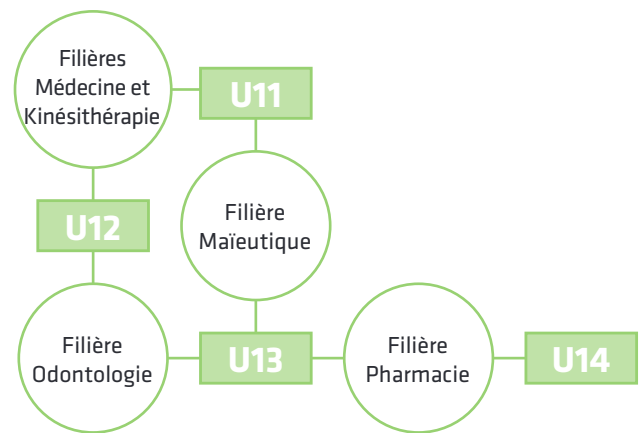 Filières
Médecine et
Kinésithérapie
U11
U12
Filière
Maïeutique
Filière
Odontologie
U13
Filière
Pharmacie
U14